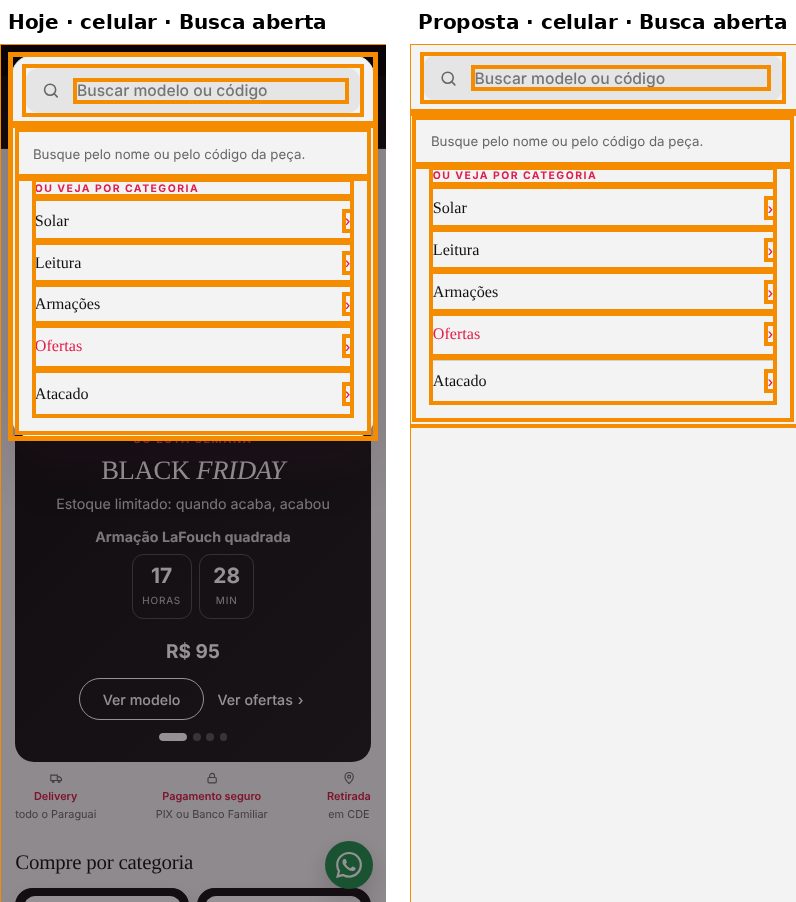 Hoje · celular · Busca aberta
Buscar modelo ou código
Busque pelo nome ou pelo código da peça.
OU VEJA POR CATEGORIA
Solar ›
Leitura ›
Armações ›
Ofertas ›
Atacado ›
BLACK FRIDAY
Estoque limitado: quando acaba, acabou
Armação LaFouch quadrada
17 28
HORAS MIN
R$ 95
Ver modelo Ver ofertas ›
Delivery Pagamento seguro Retirada
todo o Paraguai PIX ou Banco Familiar em CDE
Compre por categoria
Proposta · celular · Busca aberta
Buscar modelo ou código
Busque pelo nome ou pelo código da peça.
OU VEJA POR CATEGORIA
Solar ›
Leitura ›
Armações ›
Ofertas ›
Atacado ›